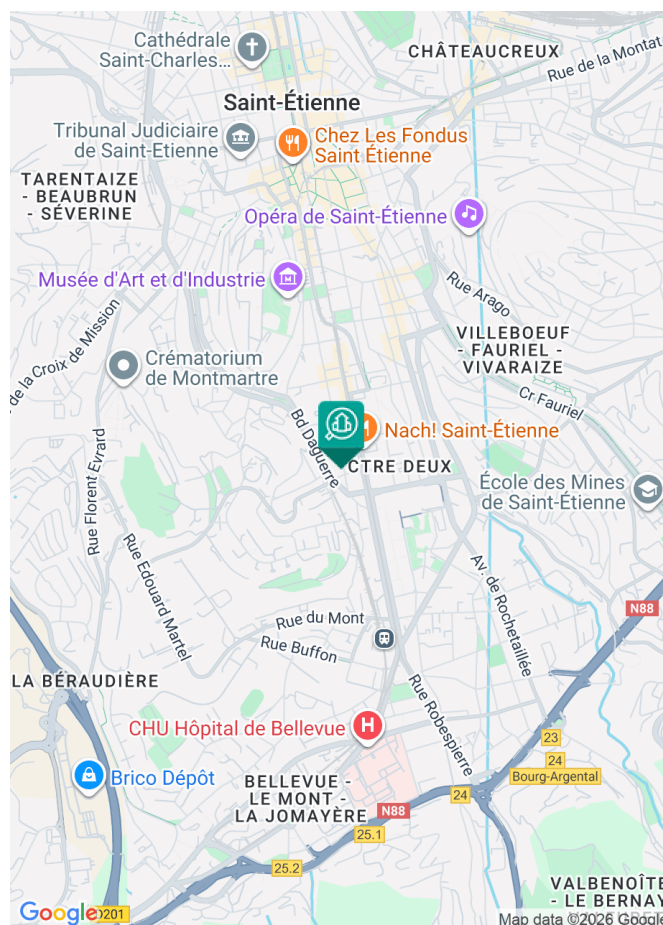 Cathédrale
Saint-Charles...
CHÂTEAUCREUX
Rue de la Montat
Saint-Étienne
Tribunal Judiciaire
de Saint-Etienne
Chez Les Fondus
Saint Étienne
TARENTAIZE
- BEAUBRUN
- SÉVERINE
Opéra de Saint-Étienne
Musée d'Art et d'Industrie
Rue Arago
de la Croix de Mission
VILLEBOEUF
- FAURIEL -
VIVARAIZE
Crématorium
de Montmartre
Cr Fauriel
Bd Daguerre
Nach! Saint-Étienne
CTRE DEUX
Rue Florent Evrard
École des Mines
de Saint-Étienne
Rue Edouard Martel
Av. de Rochetaillée
N88
Rue du Mont
Rue Buffon
LA BÉRAUDIÈRE
Rue Robespierre
CHU Hôpital de Bellevue
H
23
24
Bourg-Argental
Brico Dépôt
BELLEVUE -
LE MONT -
LA JOMAYÈRE
24
N88
25.1
25.2
VALBENOÎTE
- LE BERNAY
Google
D201
Map data ©2026 Google